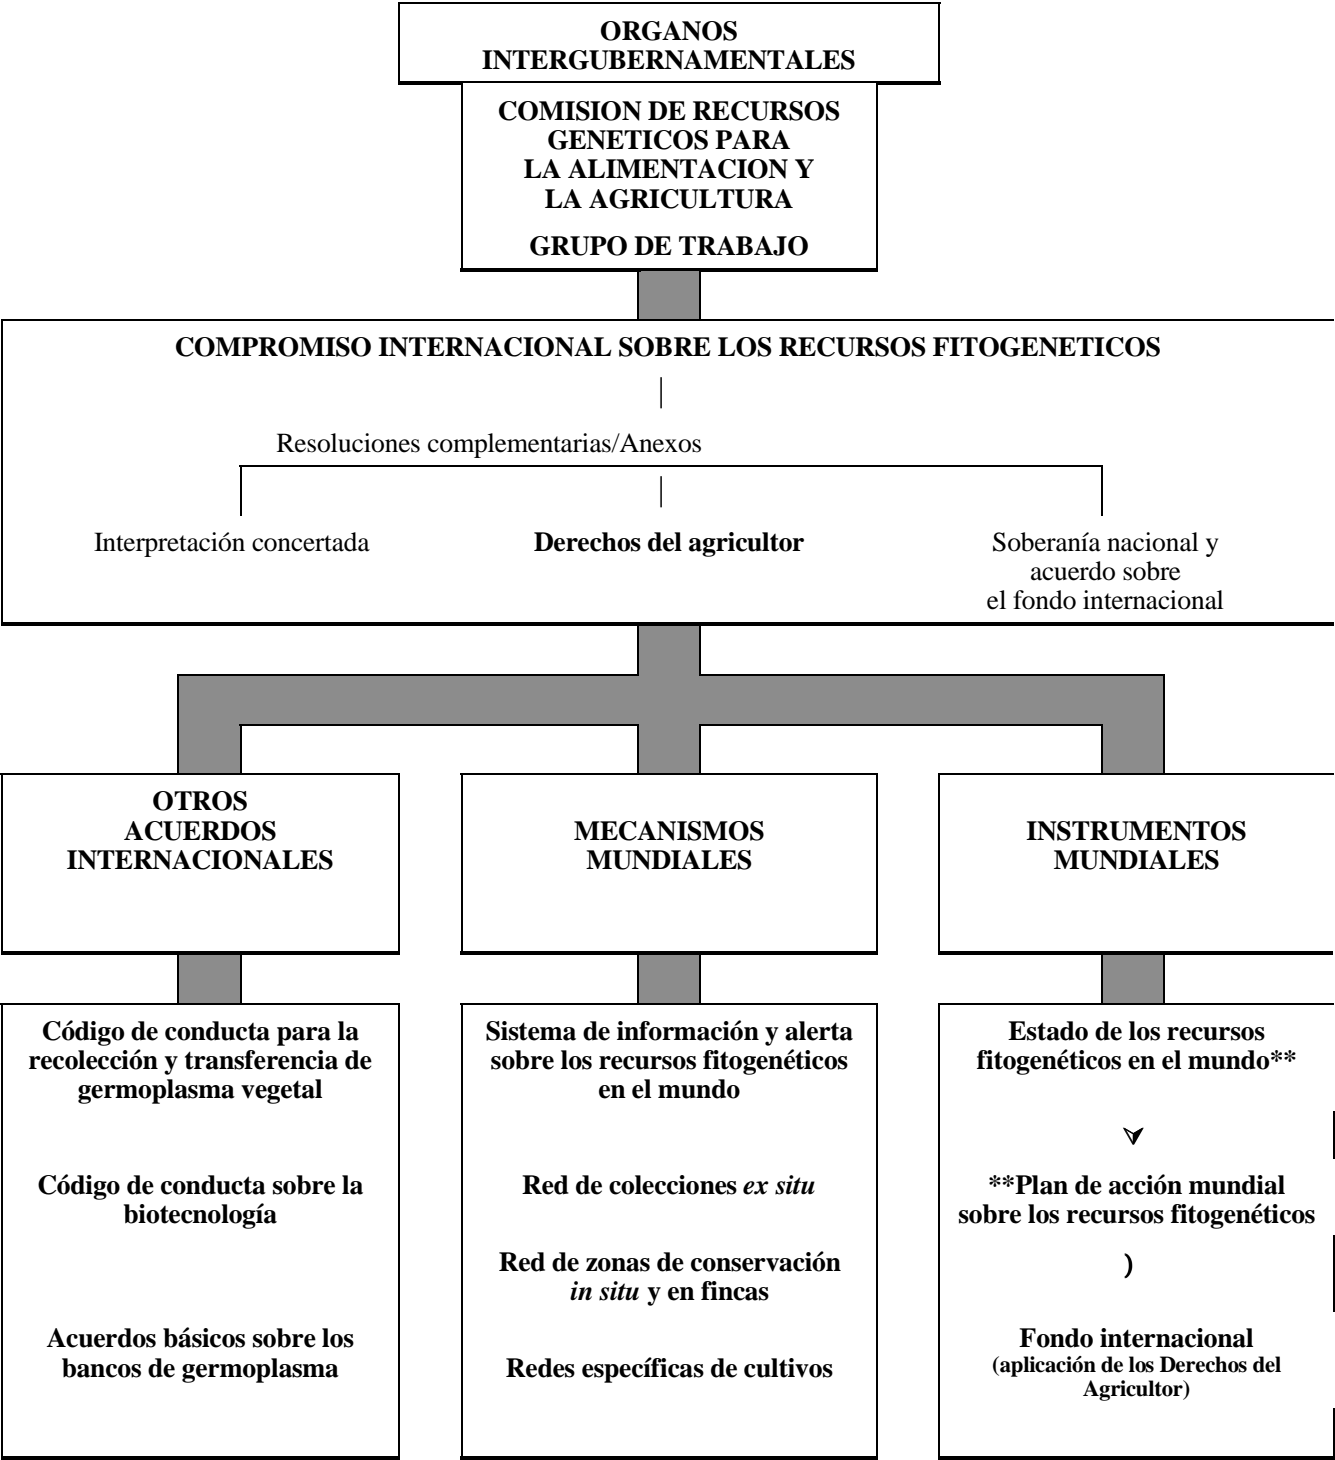 ORGANOS
INTERGUBERNAMENTALES
COMISION DE RECURSOS
GENETICOS PARA
LA ALIMENTACION Y
LA AGRICULTURA
GRUPO DE TRABAJO
COMPROMISO INTERNACIONAL SOBRE LOS RECURSOS FITOGENETICOS
Resoluciones complementarias/Anexos
Interpretación concertada
Derechos del agricultor
Soberanía nacional y
acuerdo sobre
el fondo internacional
OTROS
ACUERDOS
INTERNACIONALES
MECANISMOS
MUNDIALES
INSTRUMENTOS
MUNDIALES
Código de conducta para la
recolección y transferencia de
germoplasma vegetal
Código de conducta sobre la
biotecnología
Acuerdos básicos sobre los
bancos de germoplasma
Sistema de información y alerta
sobre los recursos fitogenéticos
en el mundo
Red de colecciones ex situ
Red de zonas de conservación
in situ y en fincas
Redes específicas de cultivos
Estado de los recursos
fitogenéticos en el mundo**
**Plan de acción mundial
sobre los recursos fitogenéticos
)
Fondo internacional
(aplicación de los Derechos del
Agricultor)